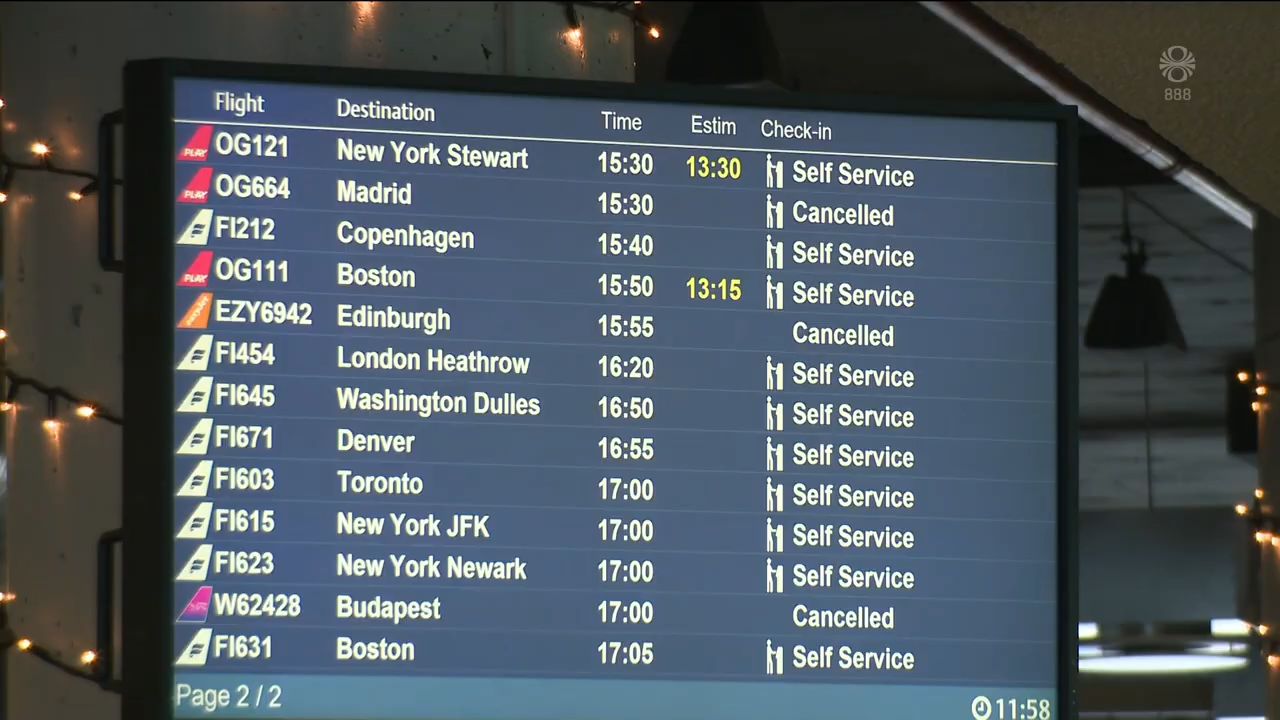 888
Flight Destination Time Estim Check-in
PLAY OG121 New York Stewart 15:30 13:30 Self Service
PLAY OG664 Madrid 15:30 Cancelled
FI212 Copenhagen 15:40 Self Service
PLAY OG111 Boston 15:50 13:15 Self Service
EZY6942 Edinburgh 15:55 Cancelled
FI454 London Heathrow 16:20 Self Service
FI645 Washington Dulles 16:50 Self Service
FI671 Denver 16:55 Self Service
FI603 Toronto 17:00 Self Service
FI615 New York JFK 17:00 Self Service
FI623 New York Newark 17:00 Self Service
W62428 Budapest 17:00 Cancelled
FI631 Boston 17:05 Self Service
Page 2 / 2 11:58